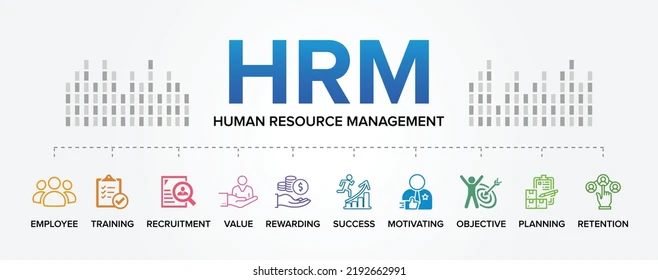 HRM
HUMAN RESOURCE MANAGEMENT
EMPLOYEE TRAINING RECRUITMENT VALUE REWARDING SUCCESS MOTIVATING OBJECTIVE PLANNING RETENTION
shutterstock.com · 2192662991